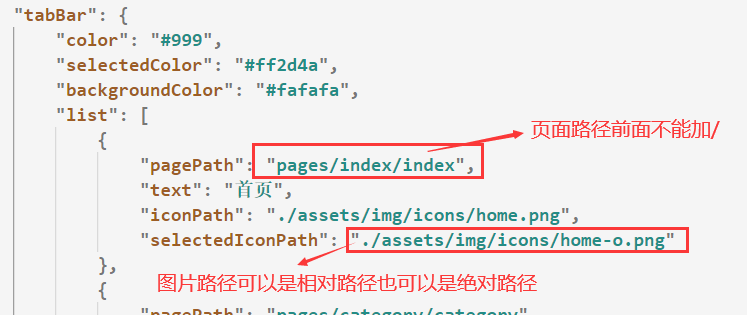 "tabBar": {
"color": "#999",
"selectedColor": "#ff2d4a",
"backgroundColor": "#fafafa",
"list": [
{
页面路径前面不能加/
"pagePath": "pages/index/index",
"text": "首页",
"iconPath": "./assets/img/icons/home.png",
"selectedIconPath": "./assets/img/icons/home-o.png"
},
图片路径可以是相对路径也可以是绝对路径
{
"pagePath": "pages/category/category"